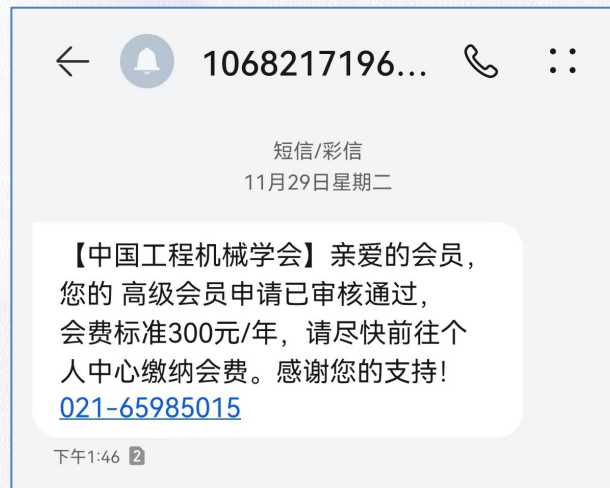 1068217196...
短信/彩信
11月29日星期二
【中国工程机械学会】亲爱的会员，
您的 高级会员申请已审核通过，
会费标准300元/年，请尽快前往个
人中心缴纳会费。感谢您的支持！
021-65985015
下午1:46 2